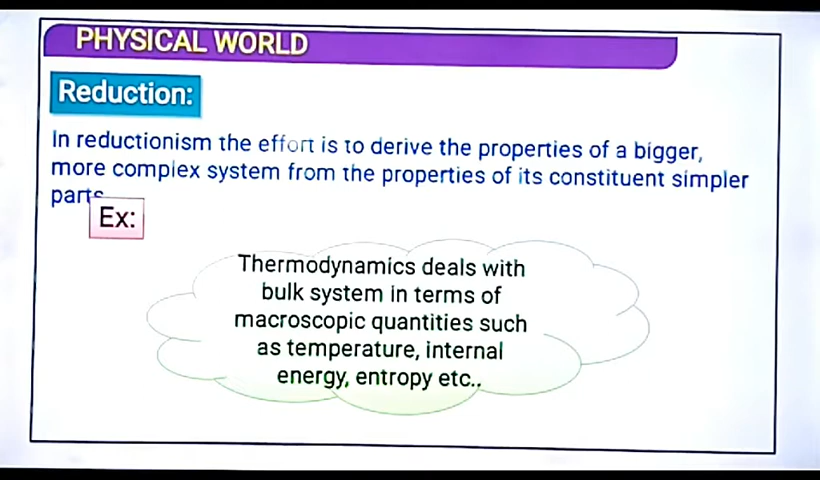 PHYSICAL WORLD
Reduction:
In reductionism the effort is to derive the properties of a bigger,
more complex system from the properties of its constituent simpler
parts
Ex:
Thermodynamics deals with
bulk system in terms of
macroscopic quantities such
as temperature, internal
energy, entropy etc..